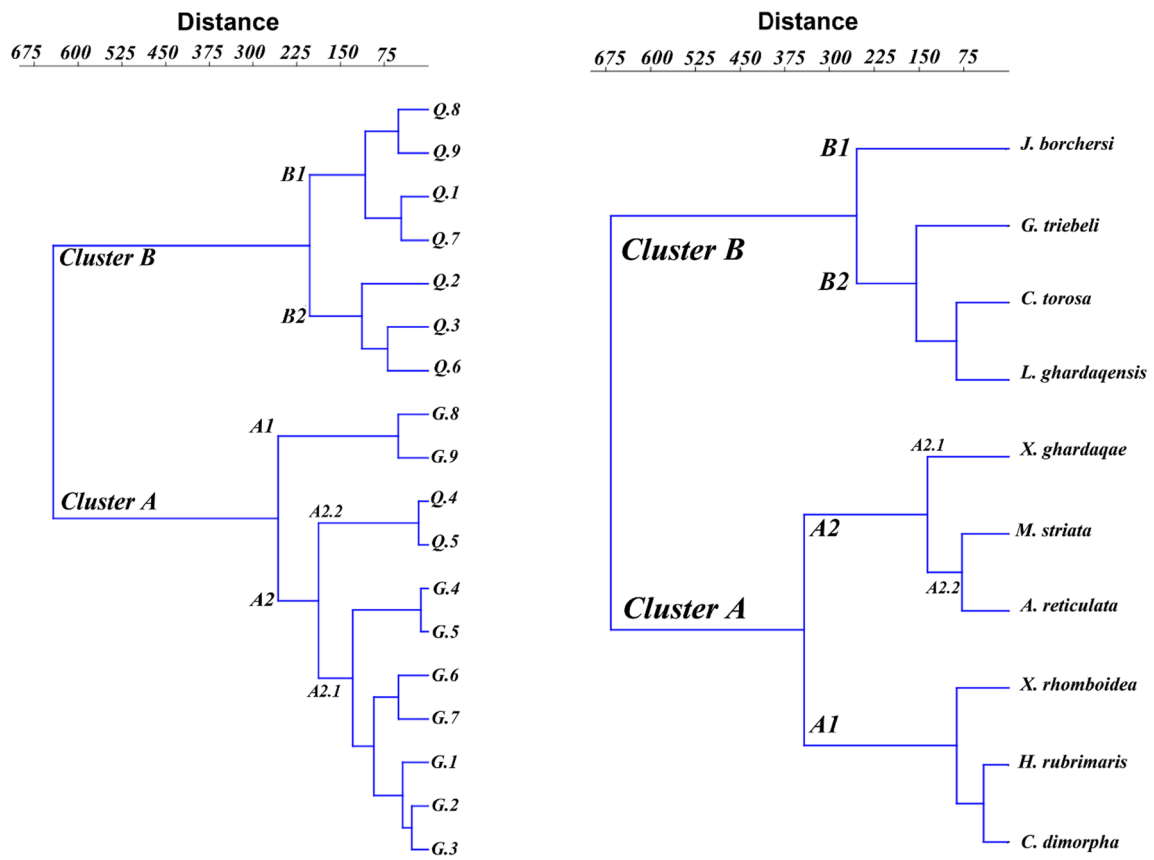 Distance
675 600 525 450 375 300 225 150 75
Q.8
Q.9
B1
Q.1
Q.7
Cluster B
Q.2
B2
Q.3
Q.6
G.8
A1
G.9
Cluster A
Q.4
A2.2
Q.5
G.4
A2
G.5
G.6
A2.1
G.7
G.1
G.2
G.3
Distance
675 600 525 450 375 300 225 150 75
J. borchersi
B1
G. triebeli
Cluster B
B2
C. torosa
L. ghardaqensis
A2.1
X. ghardaqae
A2
M. striata
A2.2
A. reticulata
Cluster A
X. rhomboidea
A1
H. rubrimaris
C. dimorpha